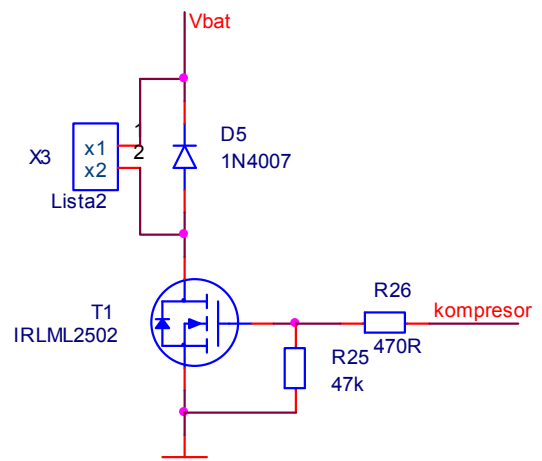 Vbat
1
2
x1
x2
X3
Lista2
D5
1N4007
T1
IRLML2502
R26
470R
kompresor
R25
47k